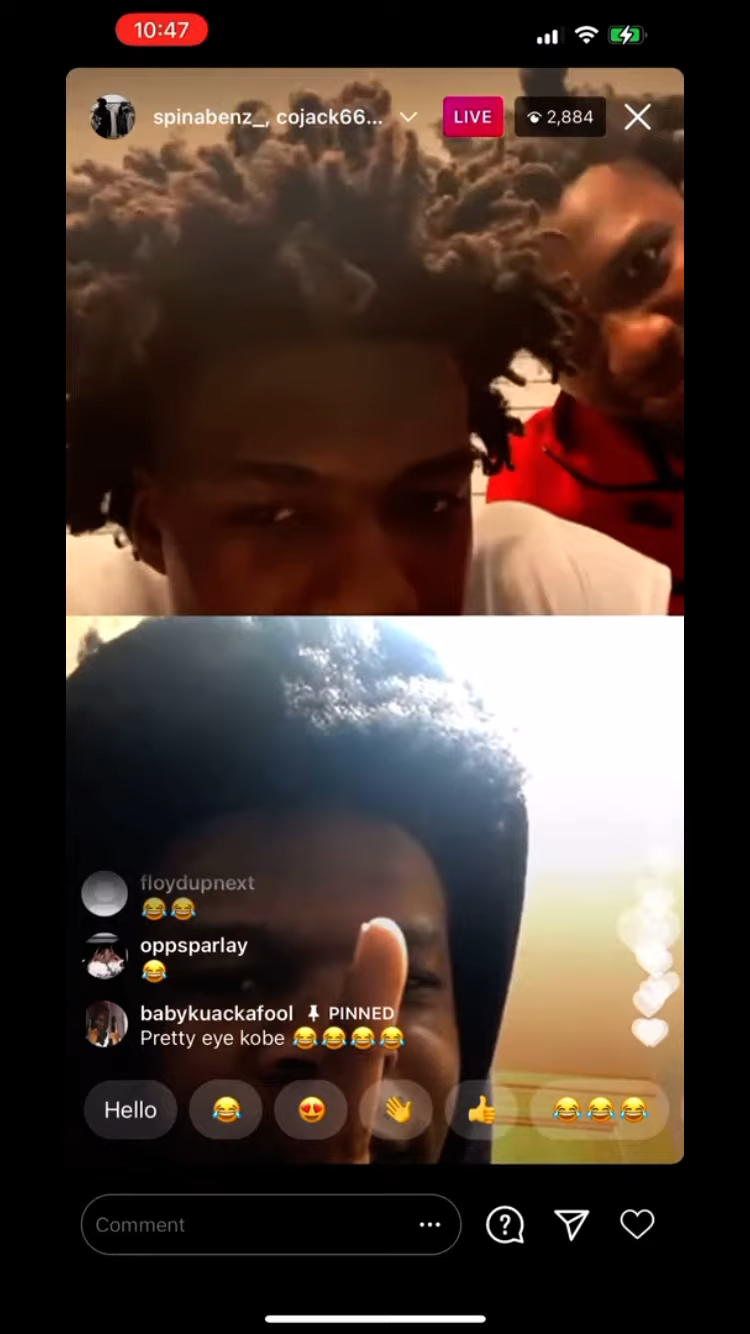 10:47
spinabenz_, cojack66...
LIVE
2,884
floydupnext
😂😂
oppsparlay
😂
babykuackafool PINNED
Pretty eye kobe 😂😂😂😂
Hello 😂 😍 👋 👍 😂😂😂
Comment